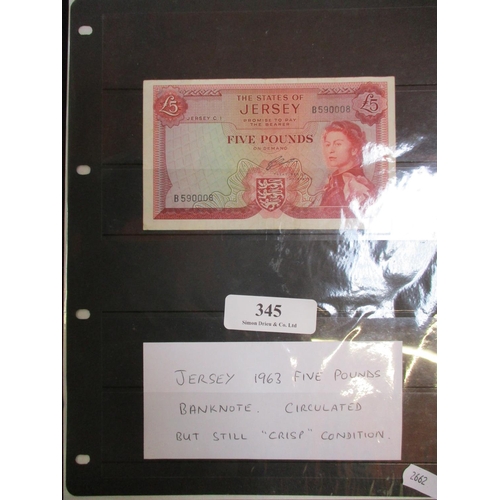 THE STATES OF
£5 JERSEY B590008 £5
JERSEY C.I PROMISE TO PAY
THE BEARER
FIVE POUNDS
ON DEMAND
B590008
345
Simon Drieu & Co. Ltd
JERSEY 1963 FIVE POUNDS
BANKNOTE. CIRCULATED
BUT STILL "CRISP" CONDITION.
2662